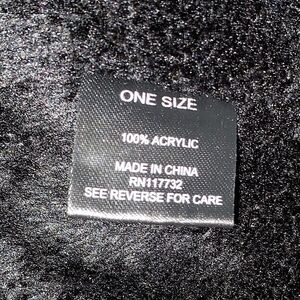 ONE SIZE
100% ACRYLIC
MADE IN CHINA
RN117732
SEE REVERSE FOR CARE